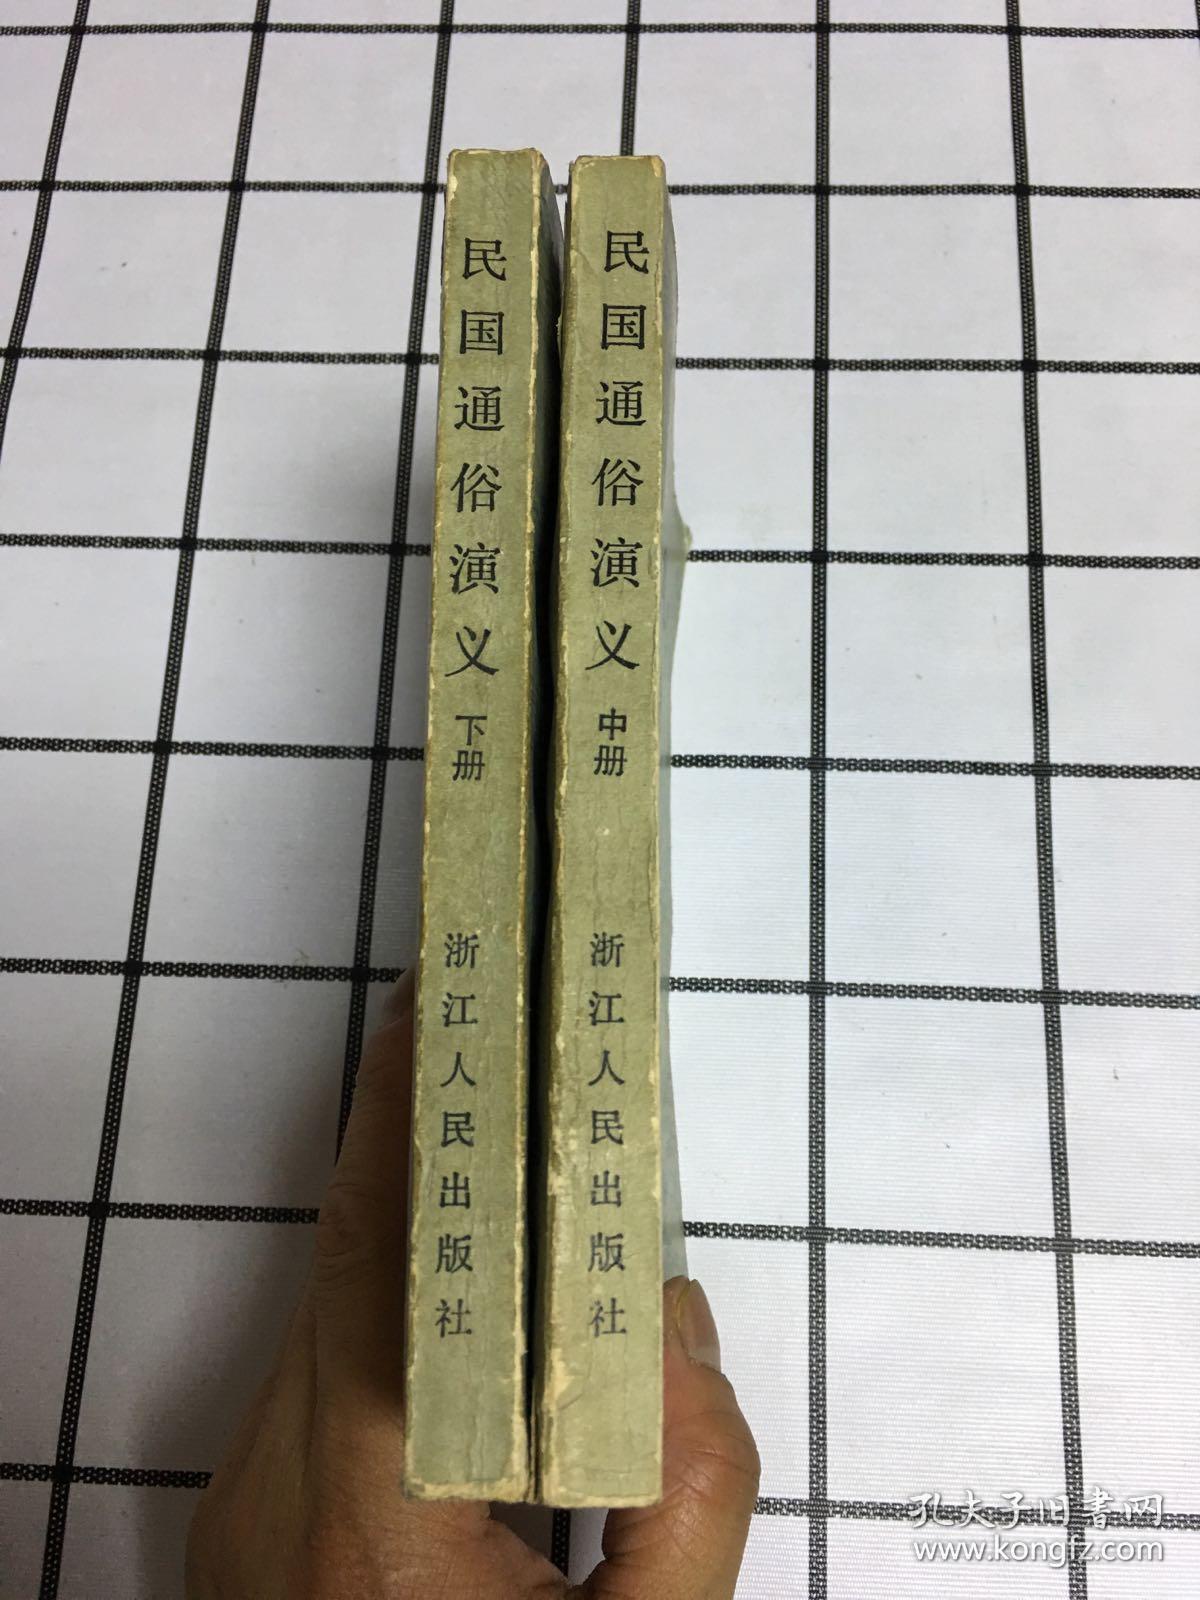 民国通俗演义 下册 浙江人民出版社
民国通俗演义 中册 浙江人民出版社
孔夫子旧書网
www.kongfz.com